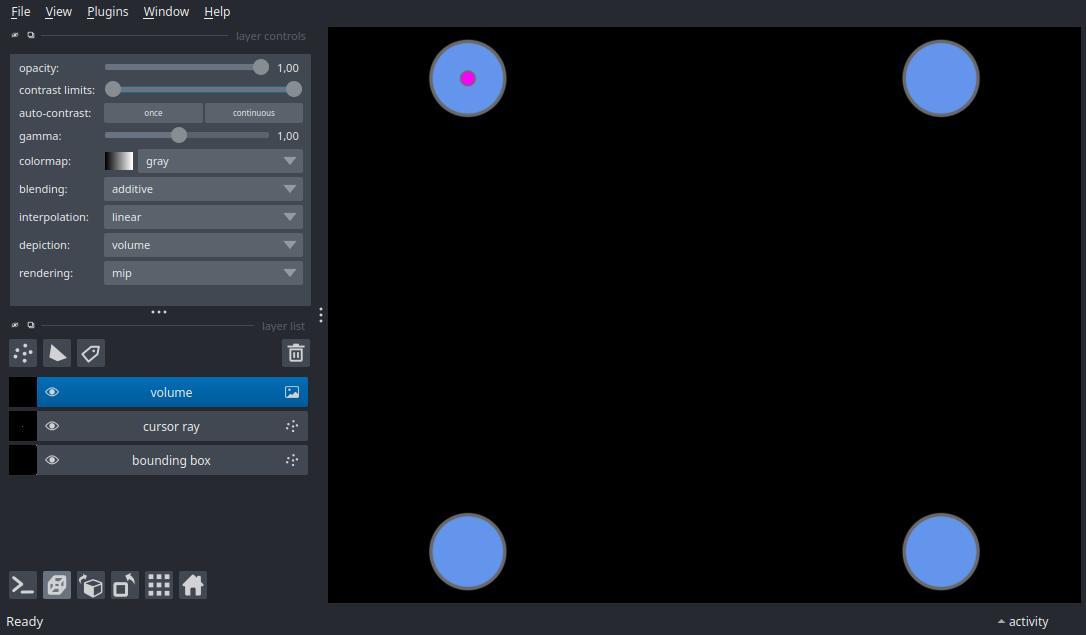 File View Plugins Window Help
layer controls
opacity: 1,00
contrast limits:
auto-contrast: once continuous
gamma: 1,00
colormap: gray
blending: additive
interpolation: linear
depiction: volume
rendering: mip
layer list
volume
cursor ray
bounding box
Ready activity